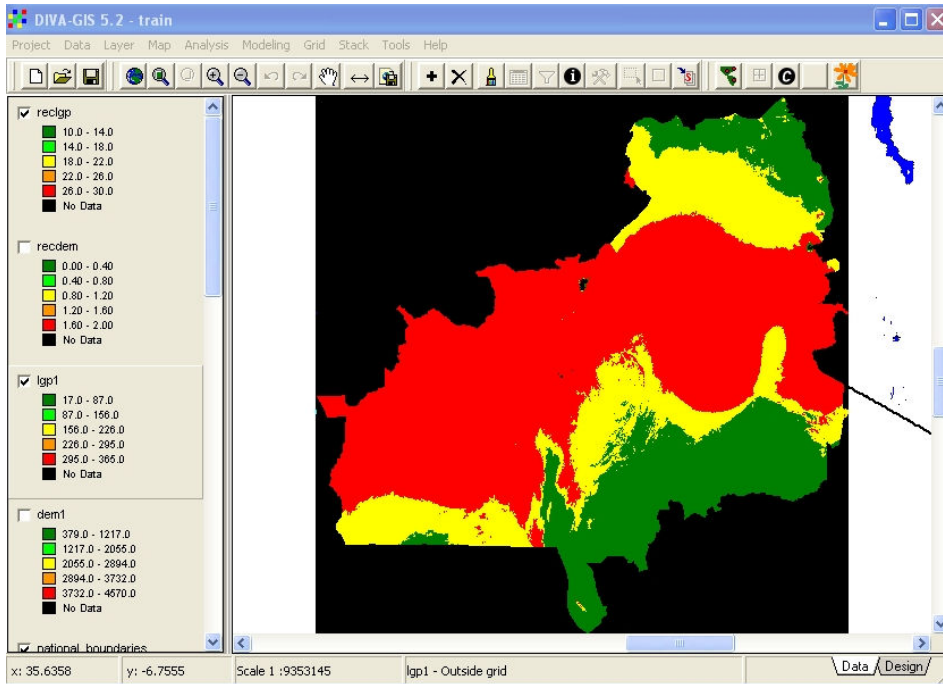 DIVA-GIS 5.2 - train
Project Data Layer Map Analysis Modeling Grid Stack Tools Help
reclgp
10.0 - 14.0
14.0 - 18.0
18.0 - 22.0
22.0 - 26.0
26.0 - 30.0
No Data
recdem
0.00 - 0.40
0.40 - 0.80
0.80 - 1.20
1.20 - 1.60
1.60 - 2.00
No Data
lgp1
17.0 - 87.0
87.0 - 156.0
156.0 - 226.0
226.0 - 295.0
295.0 - 365.0
No Data
dem1
379.0 - 1217.0
1217.0 - 2055.0
2055.0 - 2894.0
2894.0 - 3732.0
3732.0 - 4570.0
No Data
national_boundaries
x: 35.6358 y: -6.7555 Scale 1 :9353145 lgp1 - Outside grid Data Design